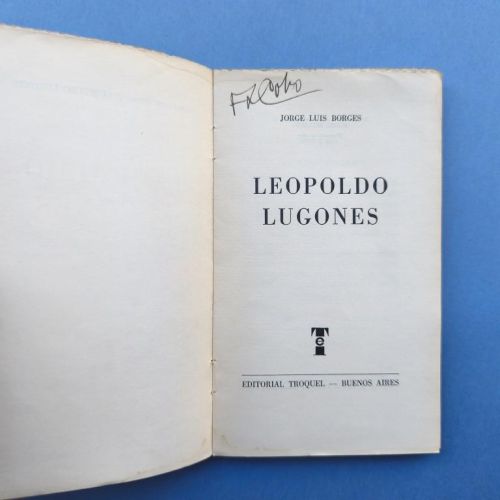 JORGE LUIS BORGES
LEOPOLDO
LUGONES
EDITORIAL TROQUEL — BUENOS AIRES